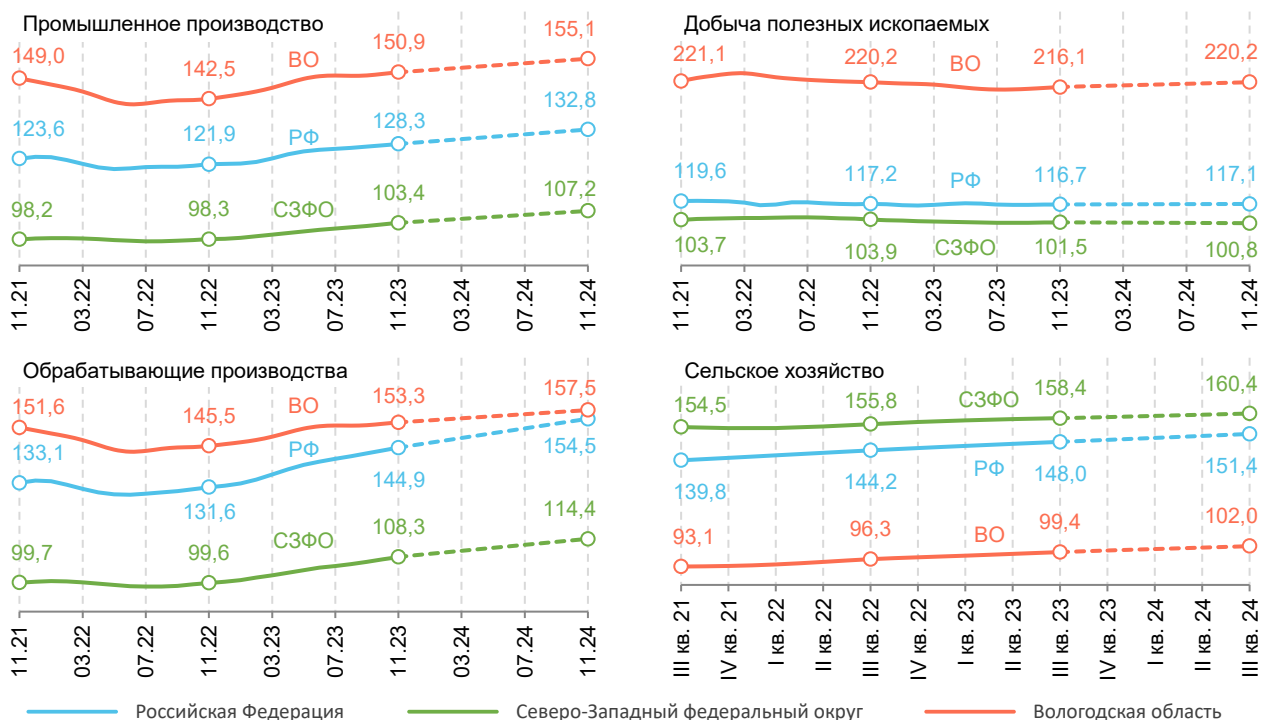 Промышленное производство
149,0
142,5
ВО
150,9
155,1
123,6
121,9
РФ
128,3
132,8
98,2
98,3
СЗФО
103,4
107,2
11.21
03.22
07.22
11.22
03.23
07.23
11.23
03.24
07.24
11.24
Добыча полезных ископаемых
221,1
220,2
ВО
216,1
220,2
119,6
117,2
РФ
116,7
117,1
103,7
103,9
СЗФО
101,5
100,8
11.21
03.22
07.22
11.22
03.23
07.23
11.23
03.24
07.24
11.24
Обрабатывающие производства
151,6
145,5
ВО
153,3
157,5
133,1
131,6
РФ
144,9
154,5
99,7
99,6
СЗФО
108,3
114,4
11.21
03.22
07.22
11.22
03.23
07.23
11.23
03.24
07.24
11.24
Сельское хозяйство
154,5
155,8
СЗФО
158,4
160,4
139,8
144,2
РФ
148,0
151,4
93,1
96,3
ВО
99,4
102,0
III кв. 21
IV кв. 21
I кв. 22
II кв. 22
III кв. 22
IV кв. 22
I кв. 23
II кв. 23
III кв. 23
IV кв. 23
I кв. 24
II кв. 24
III кв. 24
Российская Федерация
Северо-Западный федеральный округ
Вологодская область